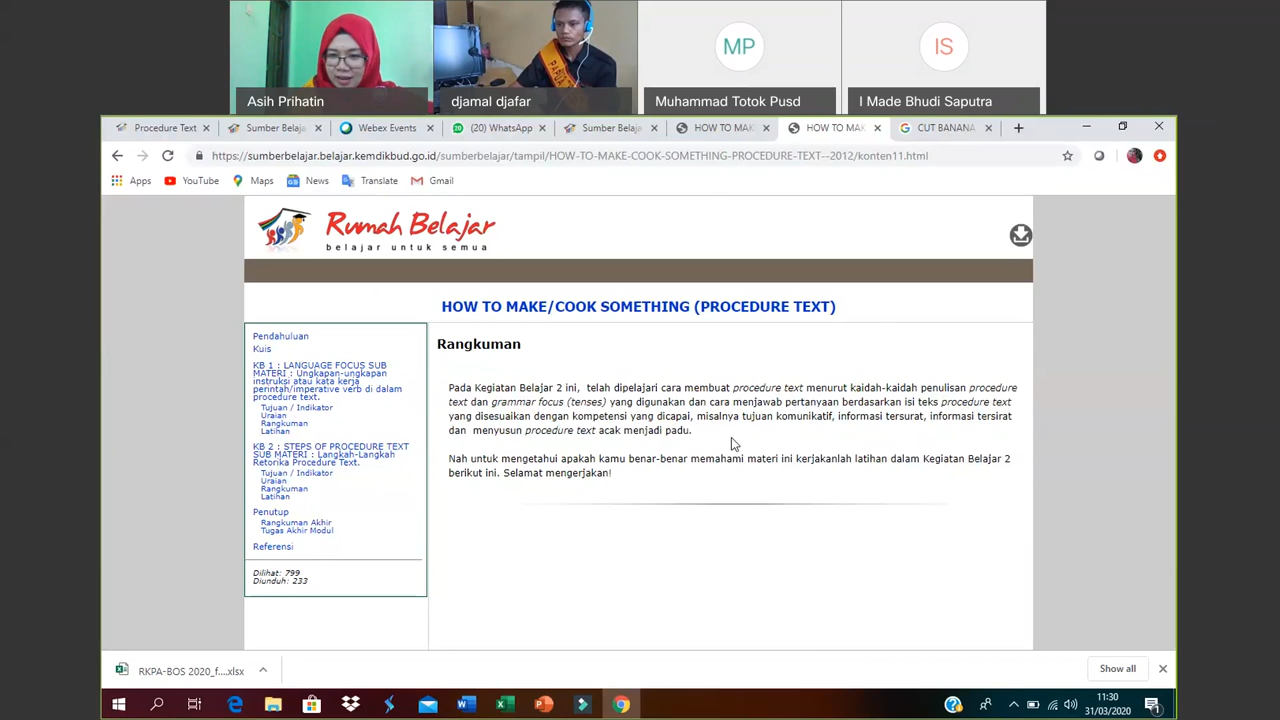 MP
IS
Asih Prihatin
djamal djafar
Muhammad Totok Pusd
I Made Bhudi Saputra
Procedure Text
Sumber Belaja
Webex Events
(20) WhatsApp
Sumber Belaja
HOW TO MAK
HOW TO MAK
CUT BANANA
https://sumberbelajar.belajar.kemdikbud.go.id/sumberbelajar/tampil/HOW-TO-MAKE-COOK-SOMETHING-PROCEDURE-TEXT--2012/konten11.html
Apps YouTube Maps News Translate Gmail
Rumah Belajar
belajar untuk semua
HOW TO MAKE/COOK SOMETHING (PROCEDURE TEXT)
Pendahuluan
Kuis
KB 1 : LANGUAGE FOCUS SUB
MATERI : Ungkapan-ungkapan
instruksi atau kata kerja
perintah/imperative verb di dalam
procedure text.
Tujuan / Indikator
Uraian
Rangkuman
Latihan
KB 2 : STEPS OF PROCEDURE TEXT
SUB MATERI : Langkah-Langkah
Retorika Procedure Text.
Tujuan / Indikator
Uraian
Rangkuman
Latihan
Penutup
Rangkuman Akhir
Tugas Akhir Modul
Referensi
Dilihat: 799
Diunduh: 233
Rangkuman
Pada Kegiatan Belajar 2 ini, telah dipelajari cara membuat procedure text menurut kaidah-kaidah penulisan procedure
text dan grammar focus (tenses) yang digunakan dan cara menjawab pertanyaan berdasarkan isi teks procedure text
yang disesuaikan dengan kompetensi yang dicapai, misalnya tujuan komunikatif, informasi tersurat, informasi tersirat
dan menyusun procedure text acak menjadi padu.
Nah untuk mengetahui apakah kamu benar-benar memahami materi ini kerjakanlah latihan dalam Kegiatan Belajar 2
berikut ini. Selamat mengerjakan!
RKPA-BOS 2020_f....xlsx
Show all
11:30
31/03/2020